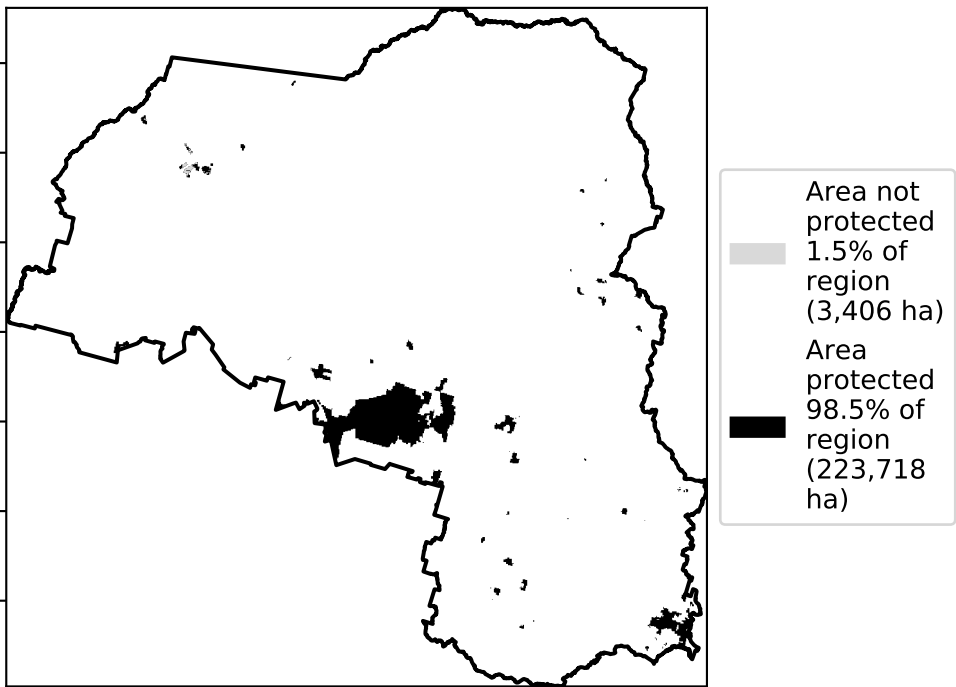 Area not
protected
1.5% of
region
(3,406 ha)
Area
protected
98.5% of
region
(223,718
ha)